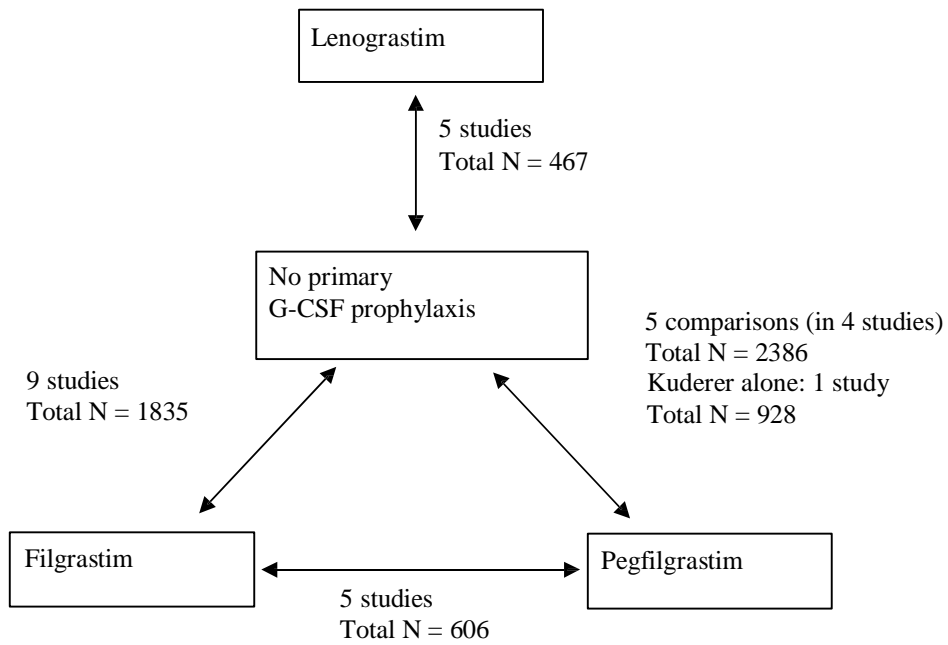 Lenograstim
5 studies
Total N = 467
No primary
G-CSF prophylaxis
5 comparisons (in 4 studies)
Total N = 2386
Kuderer alone: 1 study
Total N = 928
9 studies
Total N = 1835
Filgrastim
Pegfilgrastim
5 studies
Total N = 606